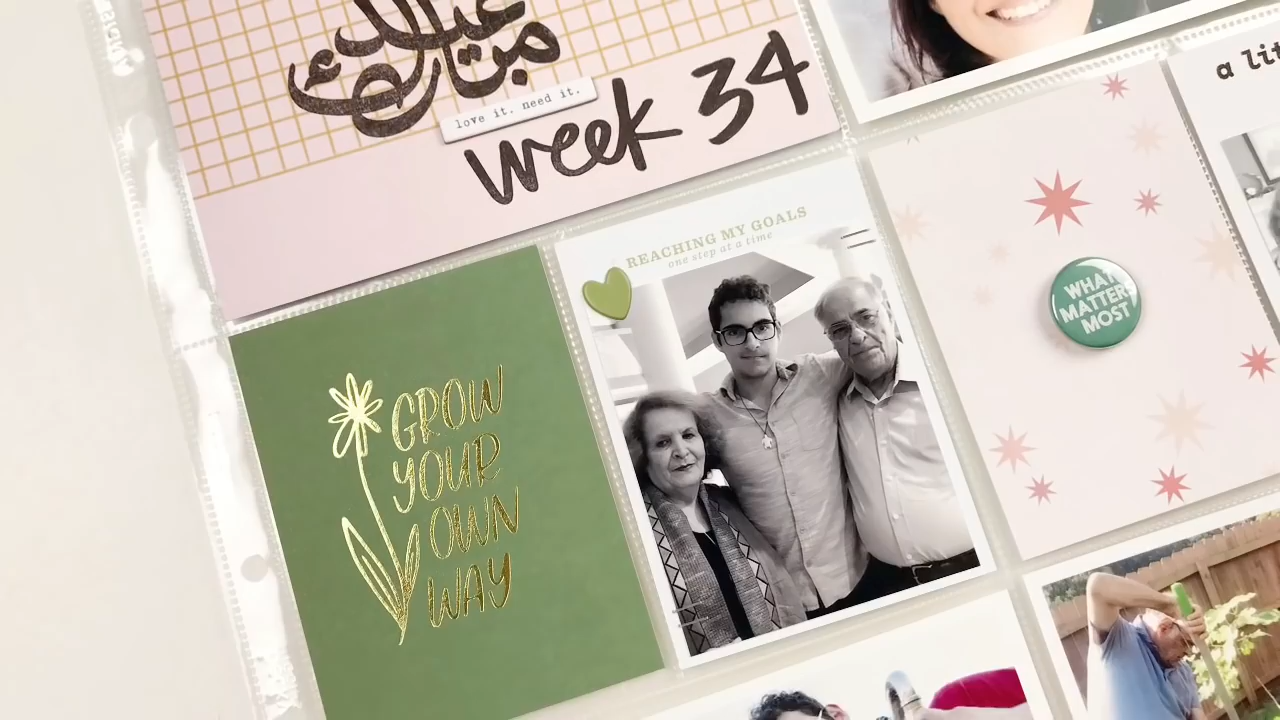 عيد
مبارك
love it. need it.
week 34
a lit
REACHING MY GOALS
one step at a time
WHAT
MATTERS
MOST
GROW
YOUR
OWN
WAY